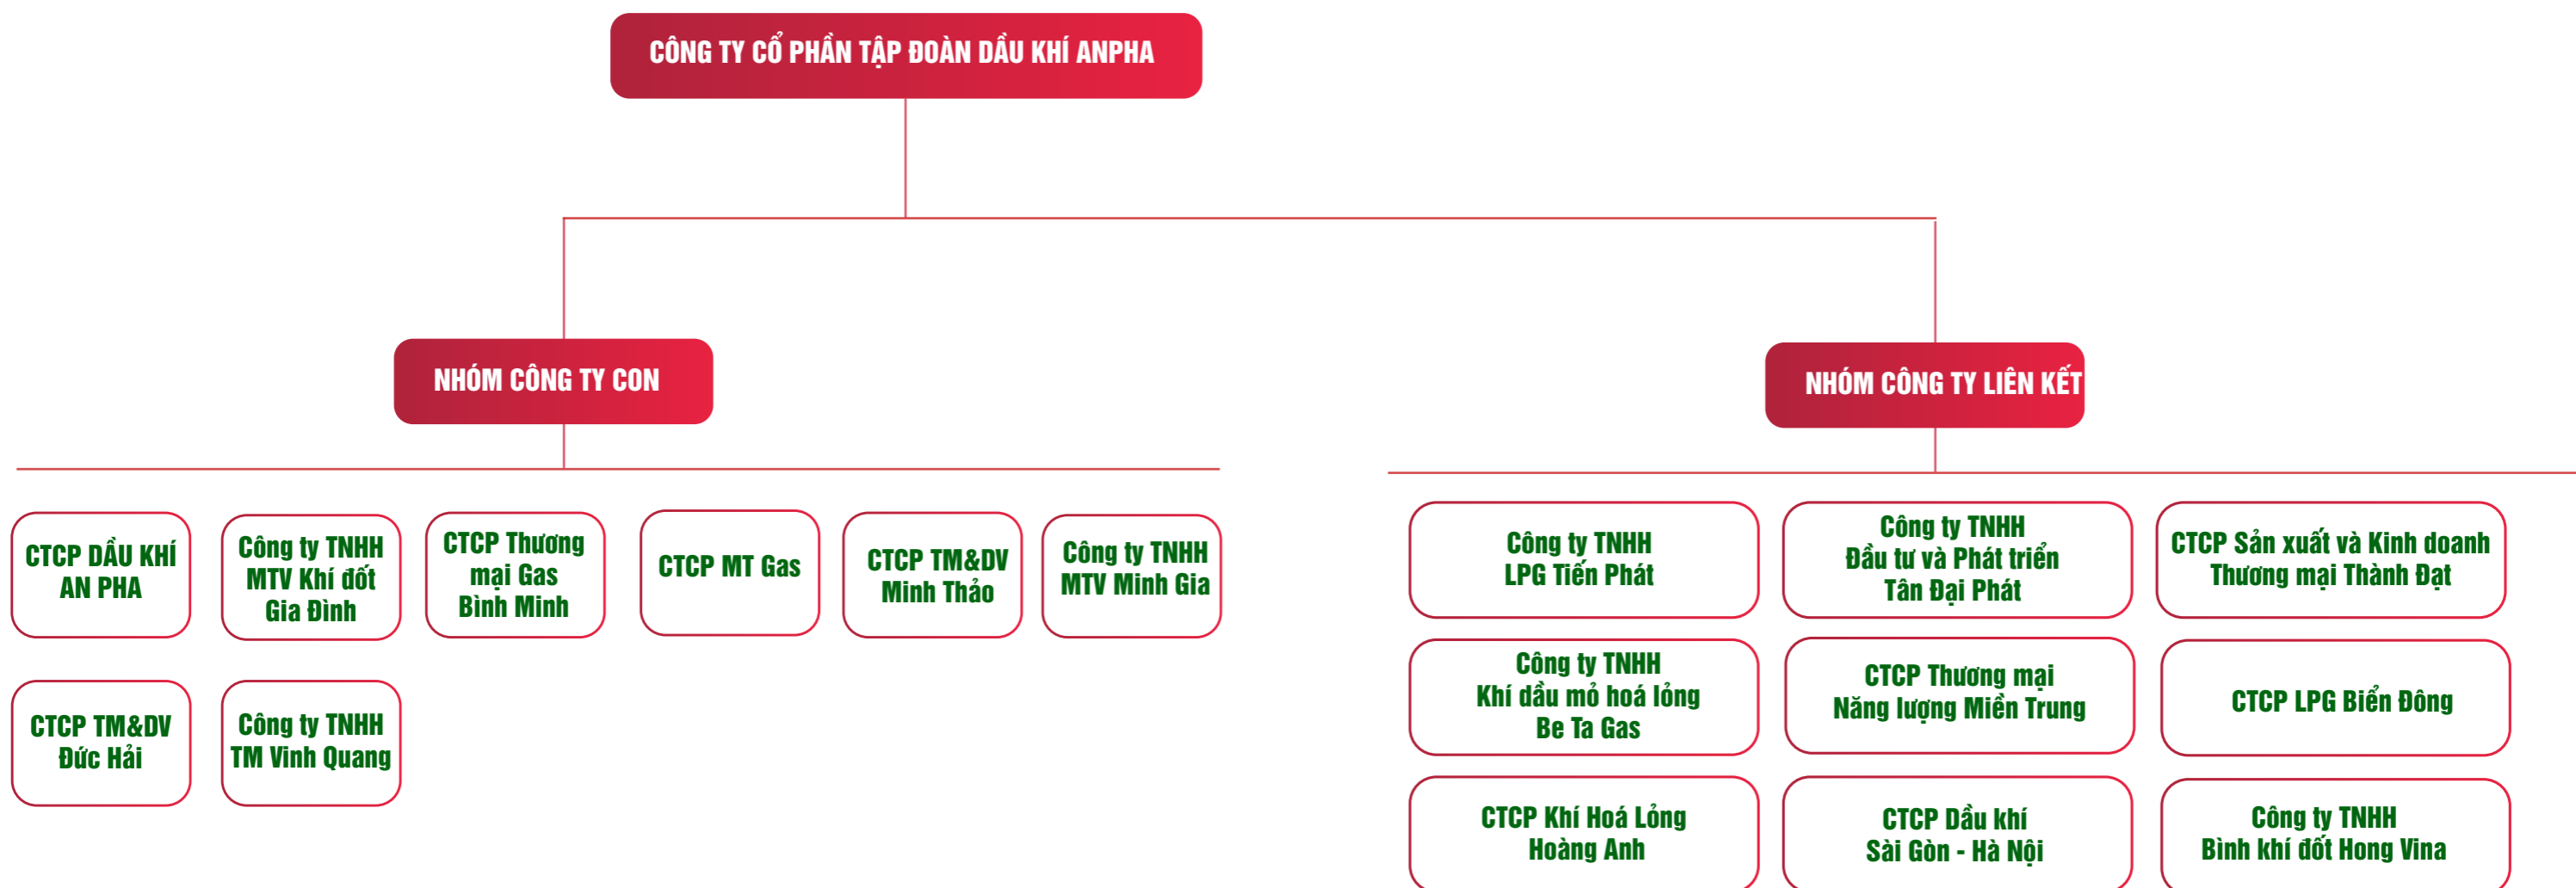 CÔNG TY CỔ PHẦN TẬP ĐOÀN DẦU KHÍ ANPHA
NHÓM CÔNG TY CON
NHÓM CÔNG TY LIÊN KẾT
CTCP DẦU KHÍ
AN PHA
Công ty TNHH
MTV Khí đốt
Gia Đình
CTCP Thương
mại Gas
Bình Minh
CTCP MT Gas
CTCP TM&DV
Minh Thảo
Công ty TNHH
MTV Minh Gia
CTCP TM&DV
Đức Hải
Công ty TNHH
TM Vinh Quang
Công ty TNHH
LPG Tiến Phát
Công ty TNHH
Đầu tư và Phát triển
Tân Đại Phát
CTCP Sản xuất và Kinh doanh
Thương mại Thành Đạt
Công ty TNHH
Khí dầu mỏ hoá lỏng
Be Ta Gas
CTCP Thương mại
Năng lượng Miền Trung
CTCP LPG Biển Đông
CTCP Khí Hoá Lỏng
Hoàng Anh
CTCP Dầu khí
Sài Gòn - Hà Nội
Công ty TNHH
Bình khí đốt Hong Vina